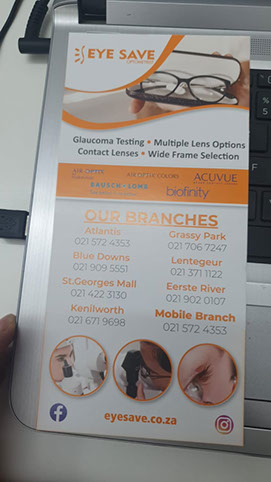 EYE SAVE
OPTOMETRIST
Glaucoma Testing • Multiple Lens Options
Contact Lenses • Wide Frame Selection
AIR OPTIX
AIR OPTIX COLORS
ACUVUE
BAUSCH + LOMB
biofinity
OUR BRANCHES
Atlantis
021 572 4353
Grassy Park
021 706 7247
Blue Downs
021 909 5551
Lentegeur
021 371 1122
St.Georges Mall
021 422 3130
Eerste River
021 902 0107
Kenilworth
021 671 9698
Mobile Branch
021 572 4353
eyesave.co.za